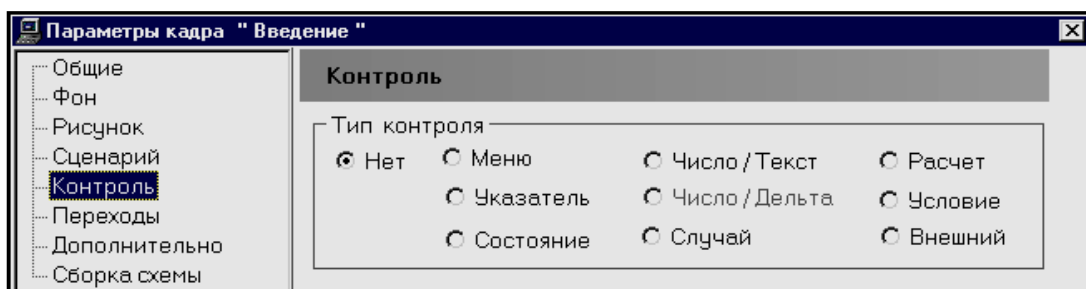 Параметры кадра " Введение "
Общие
Фон
Рисунок
Сценарий
Контроль
Переходы
Дополнительно
Сборка схемы
Контроль
Тип контроля
Нет Меню Число / Текст Расчет
Указатель Число / Дельта Условие
Состояние Случай Внешний